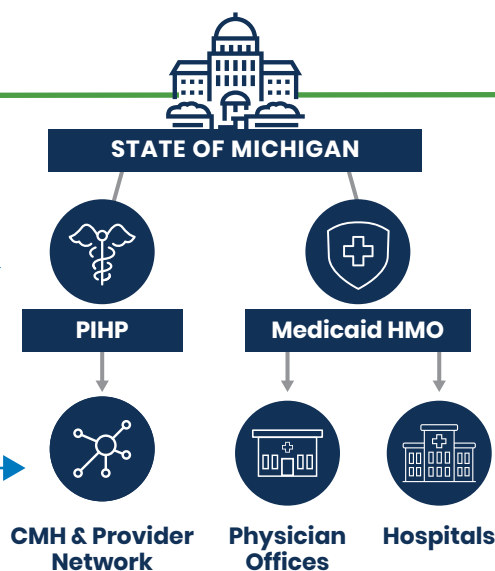 STATE OF MICHIGAN
PIHP
Medicaid HMO
CMH & Provider
Network
Physician
Offices
Hospitals